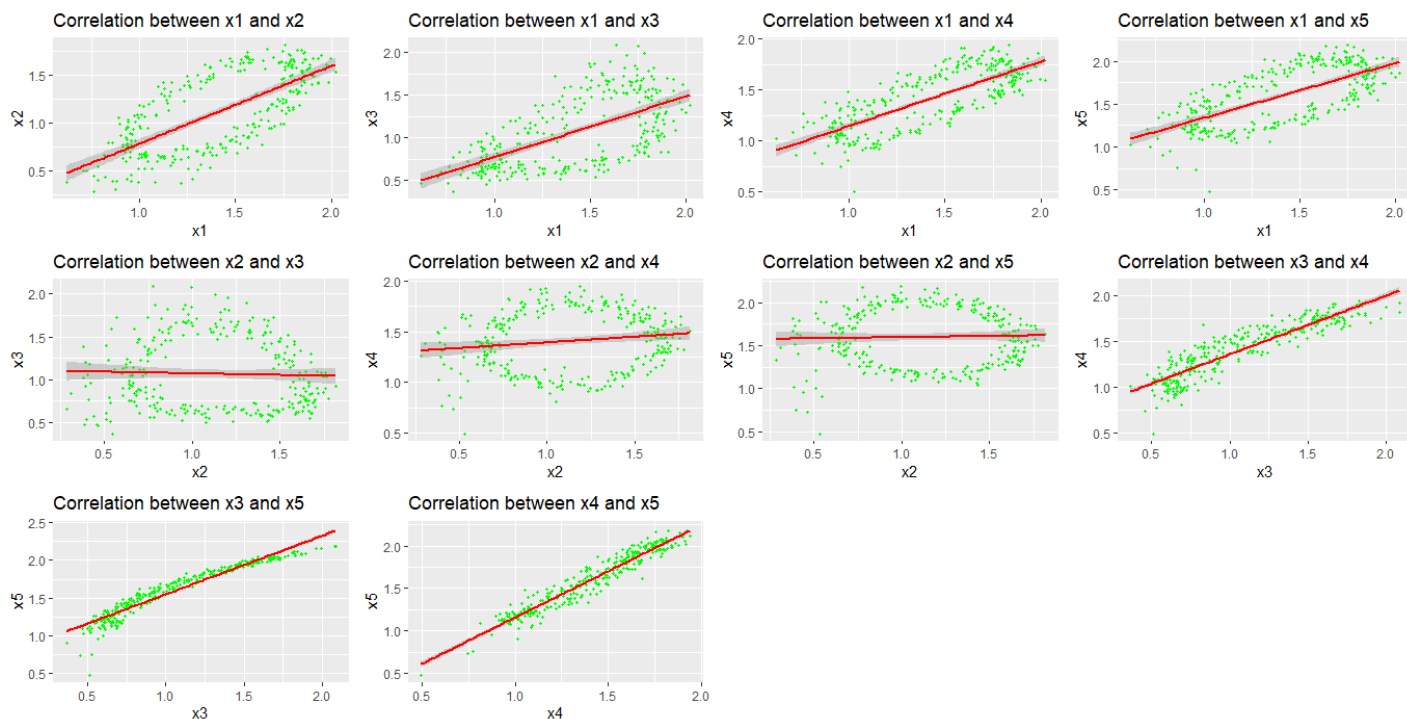 Correlation between x1 and x2
Correlation between x1 and x3
Correlation between x1 and x4
Correlation between x1 and x5
1.5
1.0
0.5
x2
1.0
1.5
2.0
x1
2.0
1.5
1.0
0.5
x3
1.0
1.5
2.0
x1
2.0
1.5
1.0
0.5
x4
1.0
1.5
2.0
x1
2.0
1.5
1.0
0.5
x5
1.0
1.5
2.0
x1
Correlation between x2 and x3
Correlation between x2 and x4
Correlation between x2 and x5
Correlation between x3 and x4
2.0
1.5
1.0
0.5
x3
0.5
1.0
1.5
x2
2.0
1.5
1.0
0.5
x4
0.5
1.0
1.5
x2
2.0
1.5
1.0
0.5
x5
0.5
1.0
1.5
x2
2.0
1.5
1.0
0.5
x4
0.5
1.0
1.5
2.0
x3
Correlation between x3 and x5
Correlation between x4 and x5
2.5
2.0
1.5
1.0
0.5
x5
0.5
1.0
1.5
2.0
x3
2.0
1.5
1.0
0.5
x5
0.5
1.0
1.5
2.0
x4